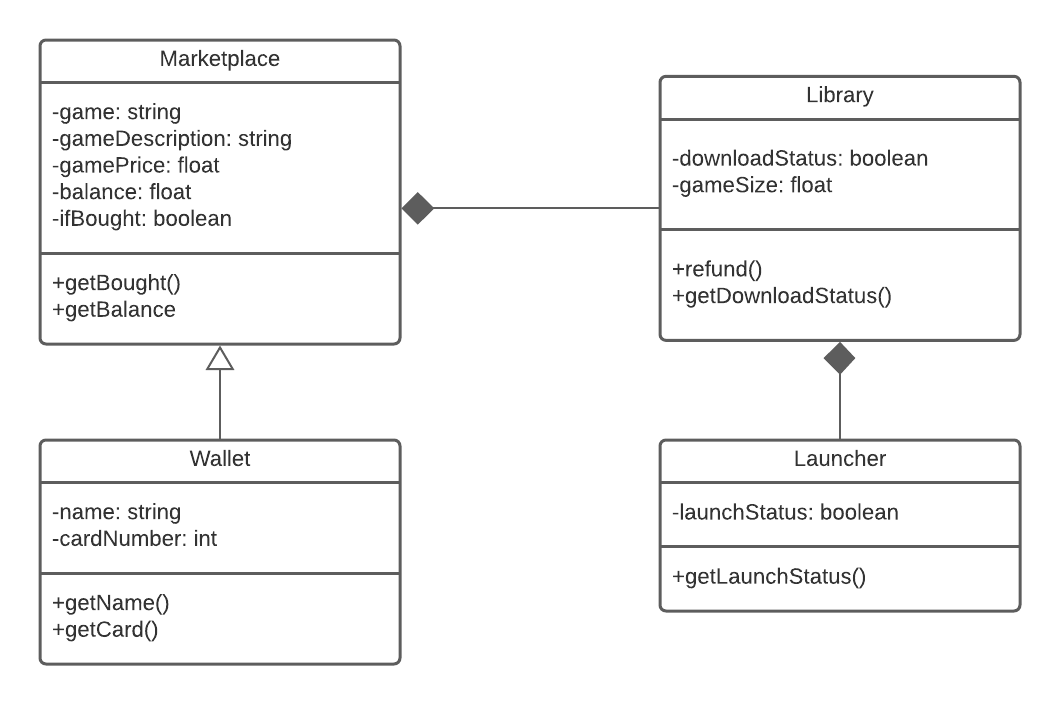 Marketplace
-game: string
-gameDescription: string
-gamePrice: float
-balance: float
-ifBought: boolean
+getBought()
+getBalance
Library
-downloadStatus: boolean
-gameSize: float
+refund()
+getDownloadStatus()
Wallet
-name: string
-cardNumber: int
+getName()
+getCard()
Launcher
-launchStatus: boolean
+getLaunchStatus()